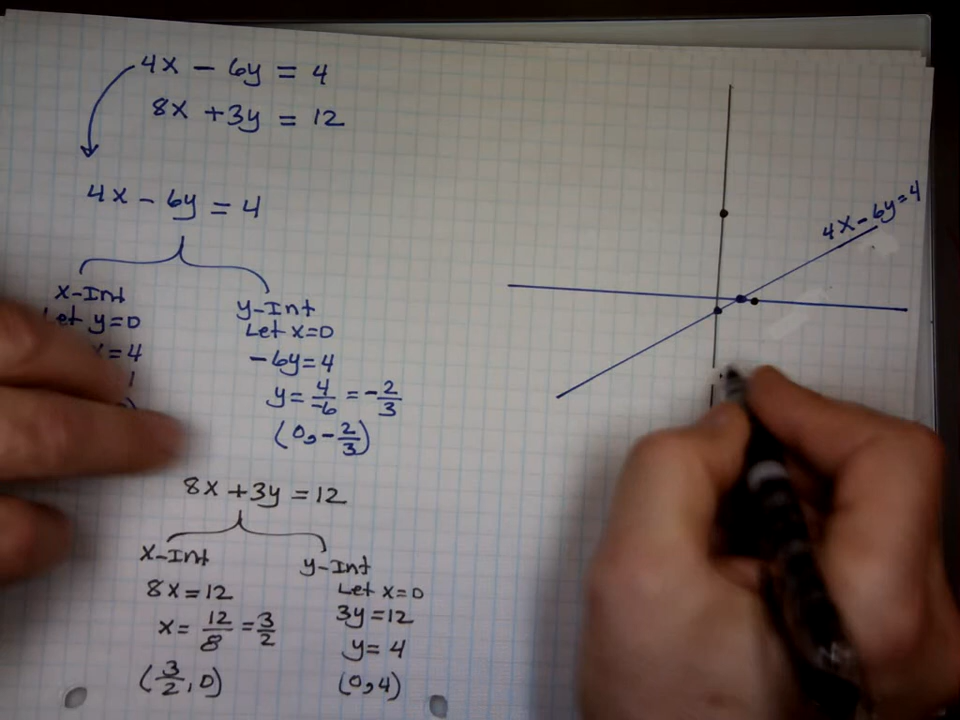 4x - 6y = 4
8x + 3y = 12
4x - 6y = 4
x-Int
y=0
= 4
1
y-Int
Let x=0
-6y=4
y = 4/-6 = -2/3
(0, -2/3)
8x + 3y = 12
x-Int
8x = 12
x = 12/8 = 3/2
(3/2, 0)
y-Int
Let x=0
3y=12
y = 4
(0,4)
4x-6y=4